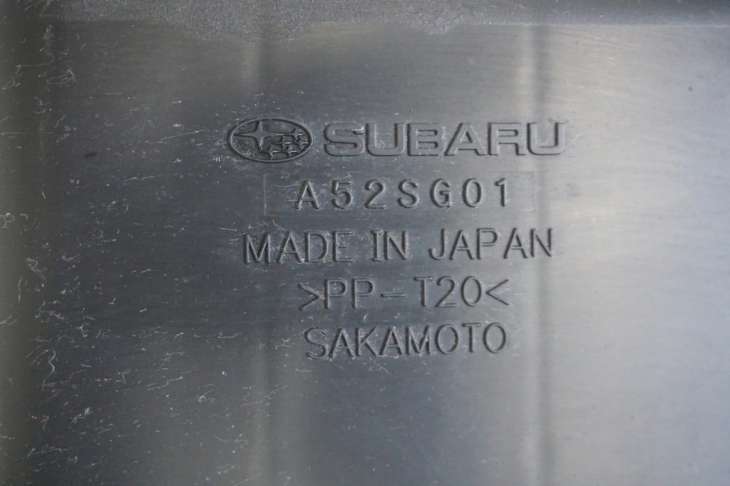 SUBARU
A52SG01
MADE IN JAPAN
>PP-T20<
SAKAMOTO